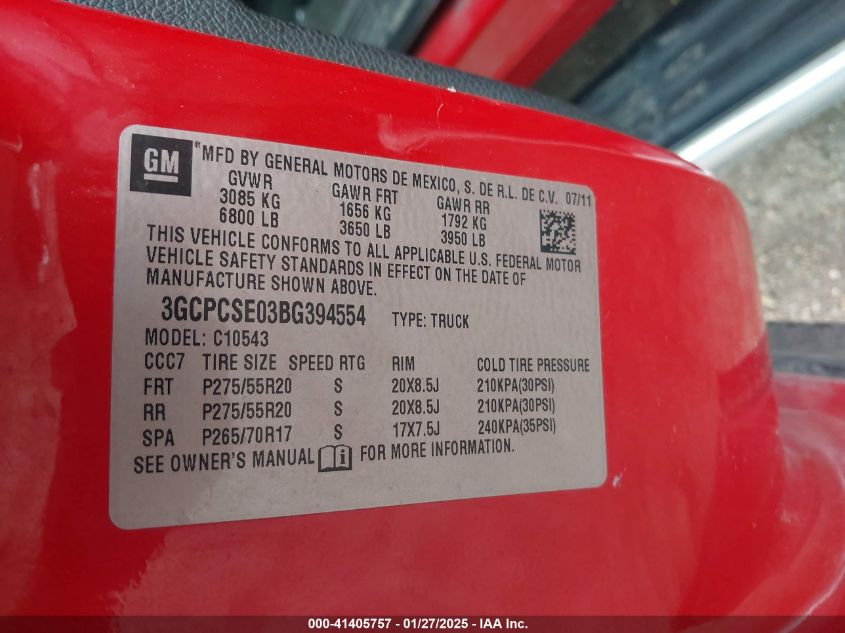 GM
®MFD BY GENERAL MOTORS DE MEXICO, S. DE R.L. DE C.V. 07/11
GVWR GAWR FRT GAWR RR
3085 KG 1656 KG 1792 KG
6800 LB 3650 LB 3950 LB
THIS VEHICLE CONFORMS TO ALL APPLICABLE U.S. FEDERAL MOTOR
VEHICLE SAFETY STANDARDS IN EFFECT ON THE DATE OF
MANUFACTURE SHOWN ABOVE.
3GCPCSE03BG394554 TYPE: TRUCK
MODEL: C10543
CCC7 TIRE SIZE SPEED RTG RIM COLD TIRE PRESSURE
FRT P275/55R20 S 20X8.5J 210KPA(30PSI)
RR P275/55R20 S 20X8.5J 210KPA(30PSI)
SPA P265/70R17 S 17X7.5J 240KPA(35PSI)
SEE OWNER'S MANUAL i FOR MORE INFORMATION.
000-41405757 - 01/27/2025 - IAA Inc.